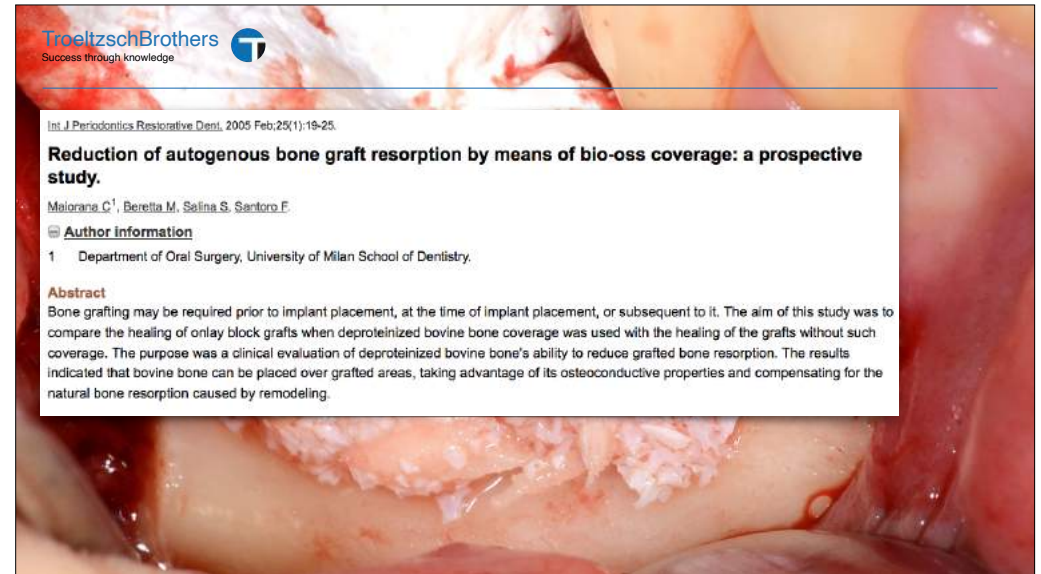 TroeltzschBrothers
Success through knowledge
Int J Periodontics Restorative Dent. 2005 Feb;25(1):19-25.
Reduction of autogenous bone graft resorption by means of bio-oss coverage: a prospective
study.
Maiorana C1, Beretta M, Salina S, Santoro F.
Author information
1 Department of Oral Surgery, University of Milan School of Dentistry.
Abstract
Bone grafting may be required prior to implant placement, at the time of implant placement, or subsequent to it. The aim of this study was to
compare the healing of onlay block grafts when deproteinized bovine bone coverage was used with the healing of the grafts without such
coverage. The purpose was a clinical evaluation of deproteinized bovine bone's ability to reduce grafted bone resorption. The results
indicated that bovine bone can be placed over grafted areas, taking advantage of its osteoconductive properties and compensating for the
natural bone resorption caused by remodeling.